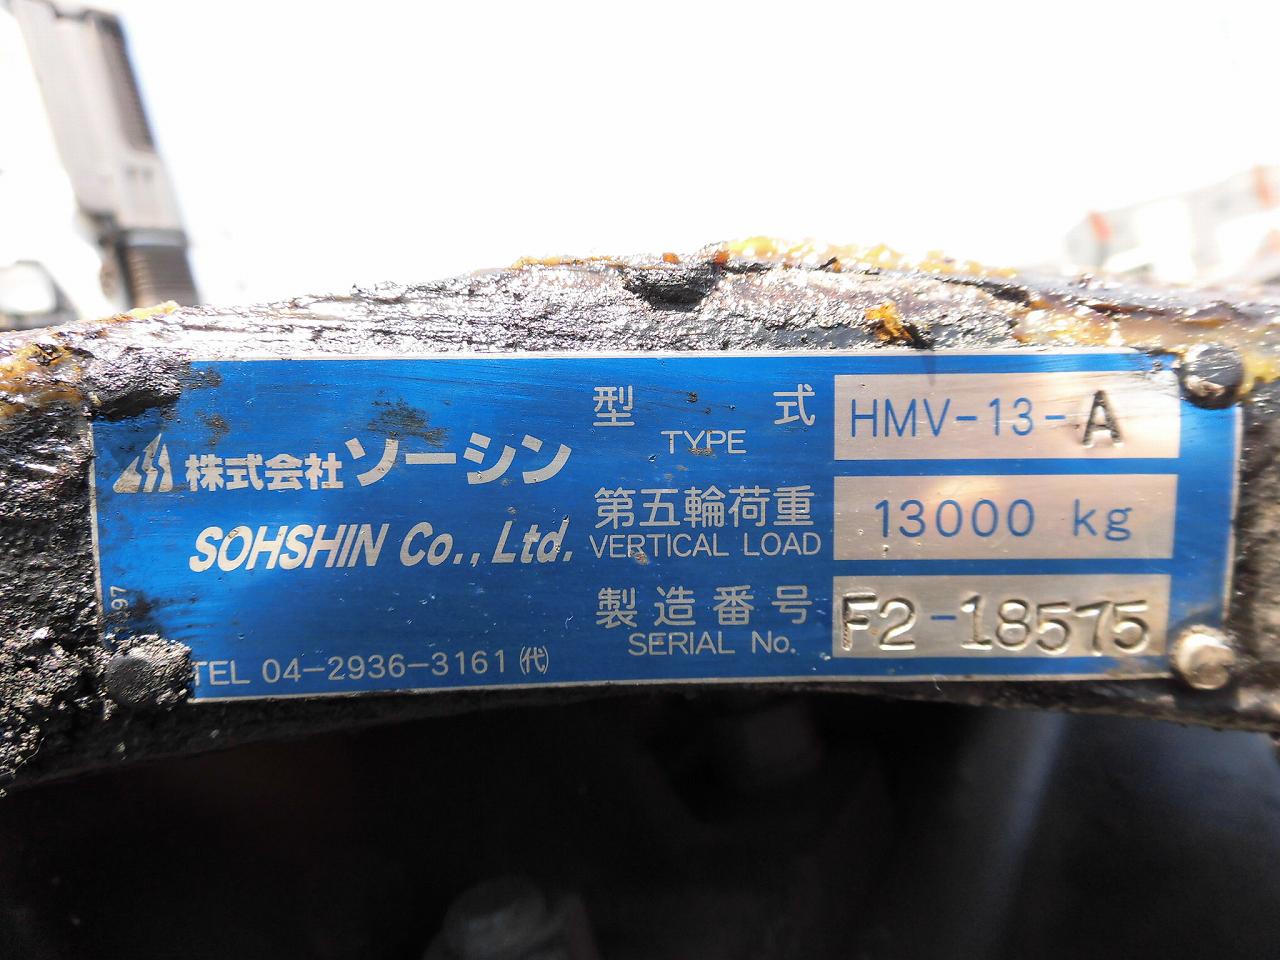 型式 HMV-13-A
TYPE
株式会社ソーシン
第五輪荷重 13000 kg
SOHSHIN Co., Ltd.
VERTICAL LOAD
製造番号 F2-18575
SERIAL No.
TEL 04-2936-3161 ㈹
97